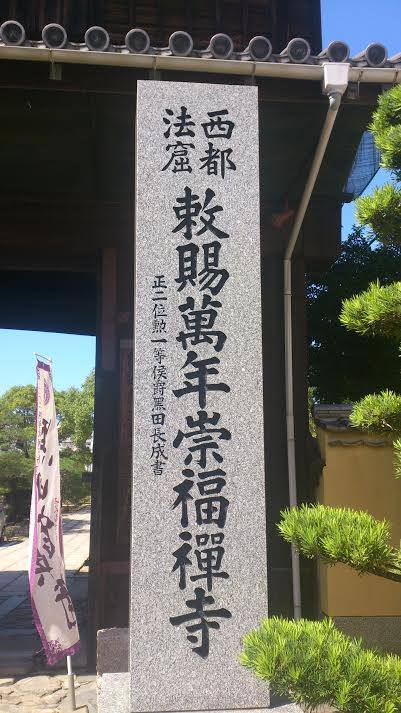 西都
法窟
敕賜萬年崇福禪寺
正二位勲一等侯爵黒田長成書